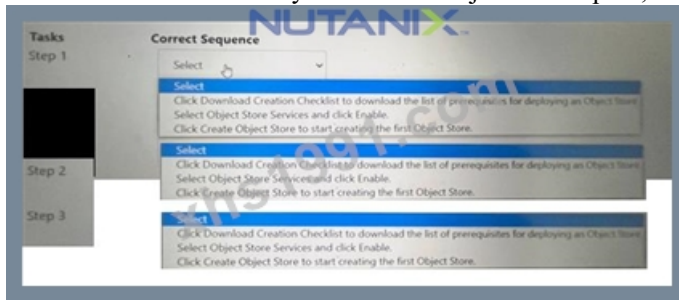 NUTANIX
Tasks
Correct Sequence
Step 1
Select
Select
Click Download Creation Checklist to download the list of prerequisites for deploying an Object Store.
Select Object Store Services and click Enable.
Click Create Object Store to start creating the first Object Store.
Select
Step 2
Click Download Creation Checklist to download the list of prerequisites for deploying an Object Store.
Select Object Store Services and click Enable.
Click Create Object Store to start creating the first Object Store.
Step 3
Select
Click Download Creation Checklist to download the list of prerequisites for deploying an Object Store.
Select Object Store Services and click Enable.
Click Create Object Store to start creating the first Object Store.
xhs1991.com